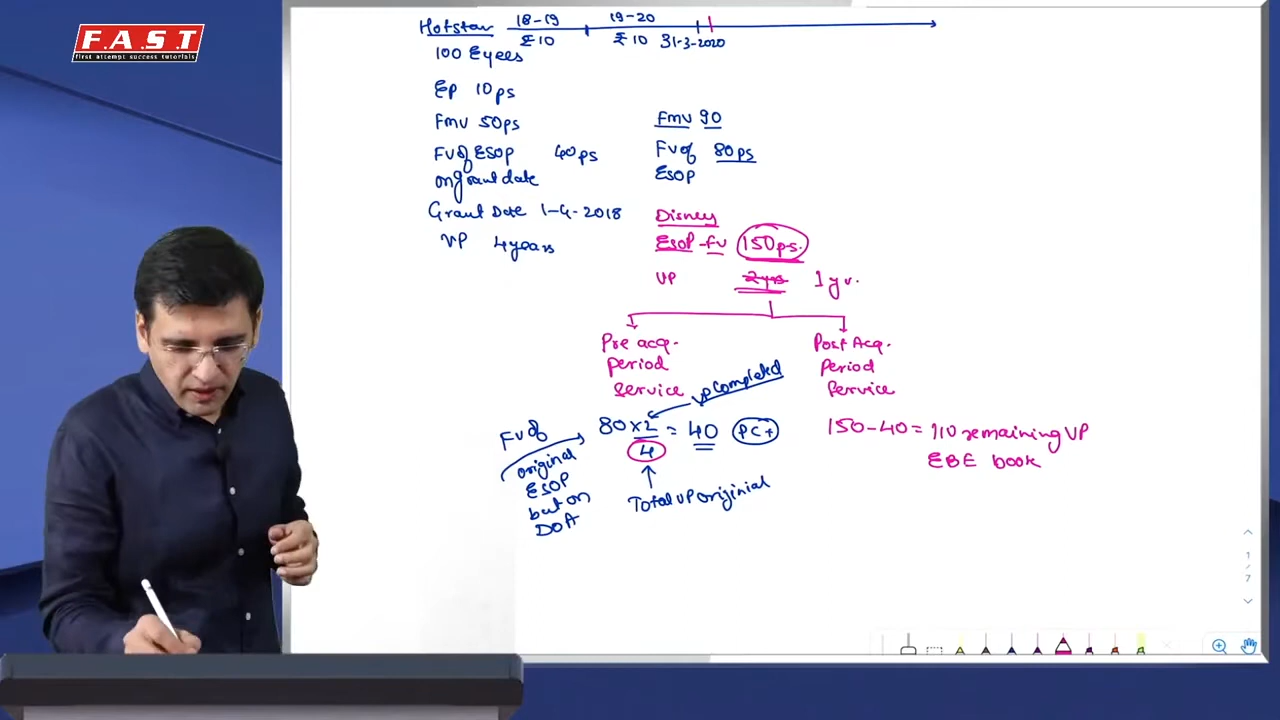 F.A.S.T
first attempt success tutorials
Hotstar 18-19 19-20
₹10 ₹10 31-3-2020
100 Eyees
EP 10ps
Fmv 50ps
Fv of ESOP 40ps
on grant date
Grant Date 1-4-2018
VP 4years
Fmv 90
Fv of 80ps
ESOP
Disney
ESOP-FV 150ps.
VP 2yrs 1 yr.
Pre acq.
Period
Service
Post Acq.
Period
Service
VP Completed
Fv of
original
ESOP
but on
DOA
80 x 2 = 40 PC↑
4
Total VP originial
150-40 = 110 remaining VP
EBE book
1
/
7